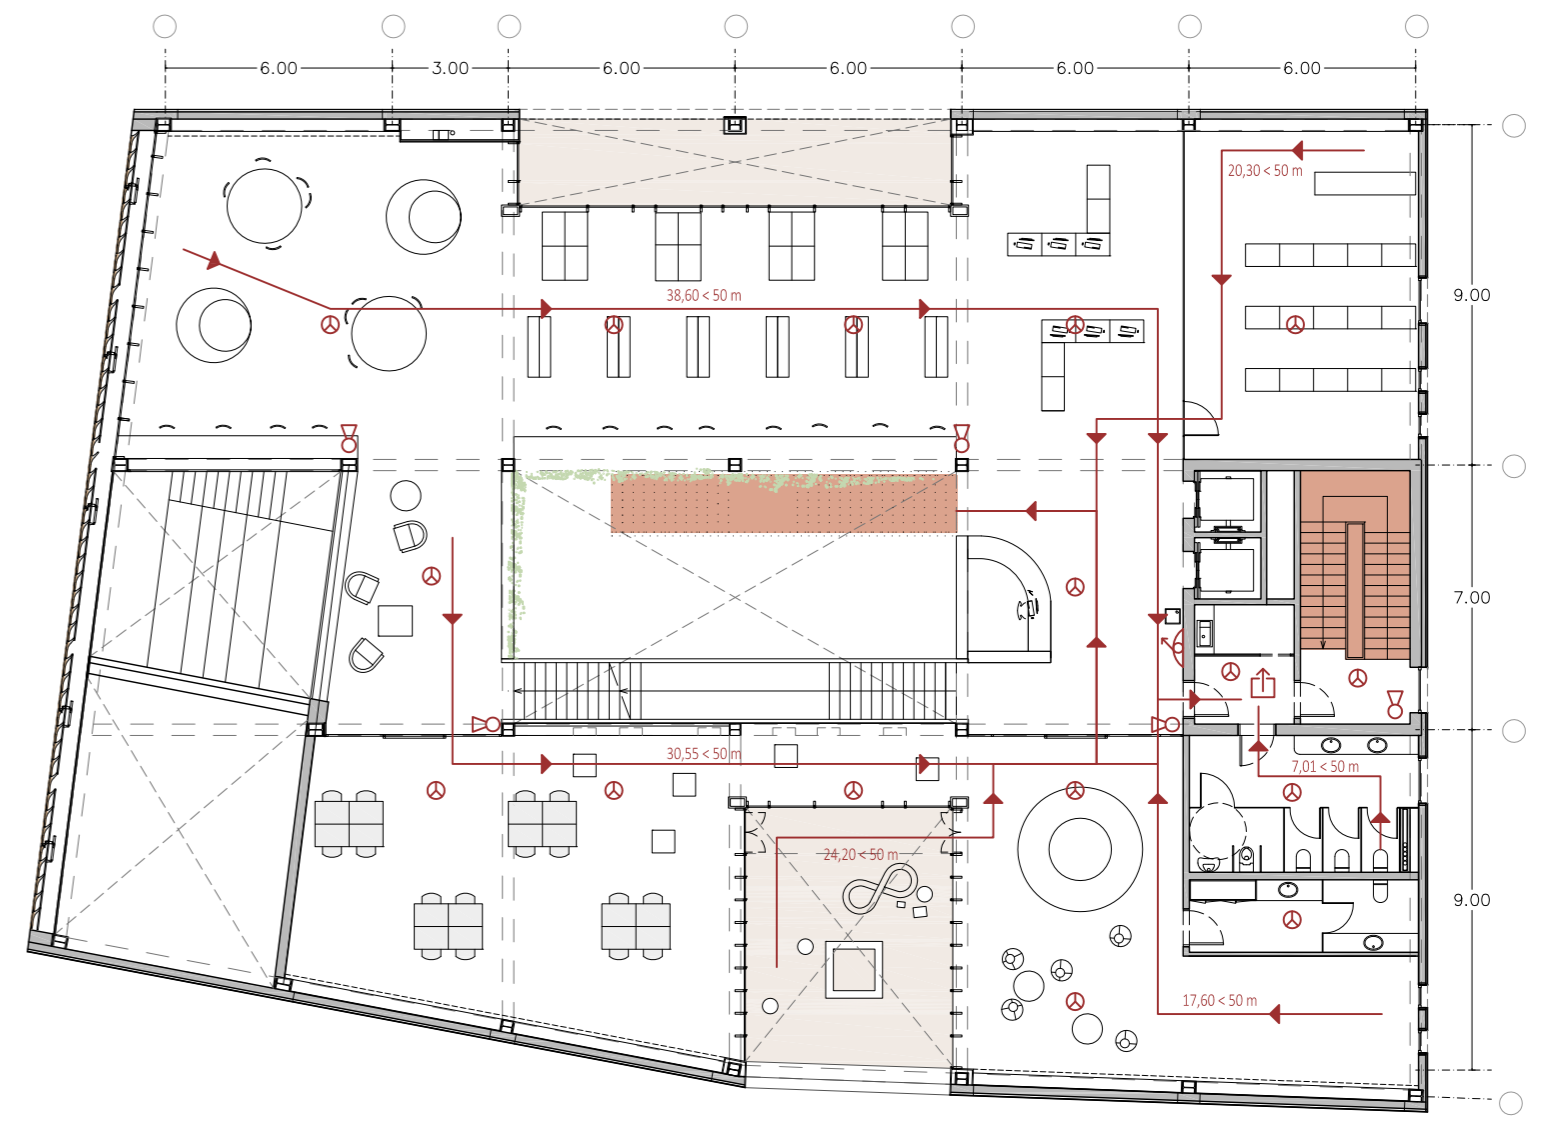 6.00 3.00 6.00 6.00 6.00 6.00
20,30 < 50 m
38,60 < 50 m
9.00
7.00
30,55 < 50 m
7,01 < 50 m
24,20 < 50 m
9.00
17,60 < 50 m